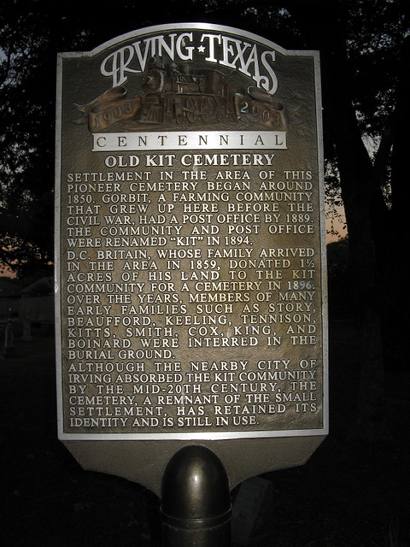 IRVING★TEXAS
1903 2003
CENTENNIAL
OLD KIT CEMETERY
SETTLEMENT IN THE AREA OF THIS
PIONEER CEMETERY BEGAN AROUND
1850. GORBIT, A FARMING COMMUNITY
THAT GREW UP HERE BEFORE THE
CIVIL WAR, HAD A POST OFFICE BY 1889.
THE COMMUNITY AND POST OFFICE
WERE RENAMED "KIT" IN 1894.
D.C. BRITAIN, WHOSE FAMILY ARRIVED
IN THE AREA IN 1859, DONATED 1½
ACRES OF HIS LAND TO THE KIT
COMMUNITY FOR A CEMETERY IN 1896.
OVER THE YEARS, MEMBERS OF MANY
EARLY FAMILIES SUCH AS STORY,
BEAUFFORD, KEELING, TENNISON,
KITTS, SMITH, COX, KING, AND
BOINARD WERE INTERRED IN THE
BURIAL GROUND.
ALTHOUGH THE NEARBY CITY OF
IRVING ABSORBED THE KIT COMMUNITY
BY THE MID-20TH CENTURY, THE
CEMETERY, A REMNANT OF THE SMALL
SETTLEMENT, HAS RETAINED ITS
IDENTITY AND IS STILL IN USE.